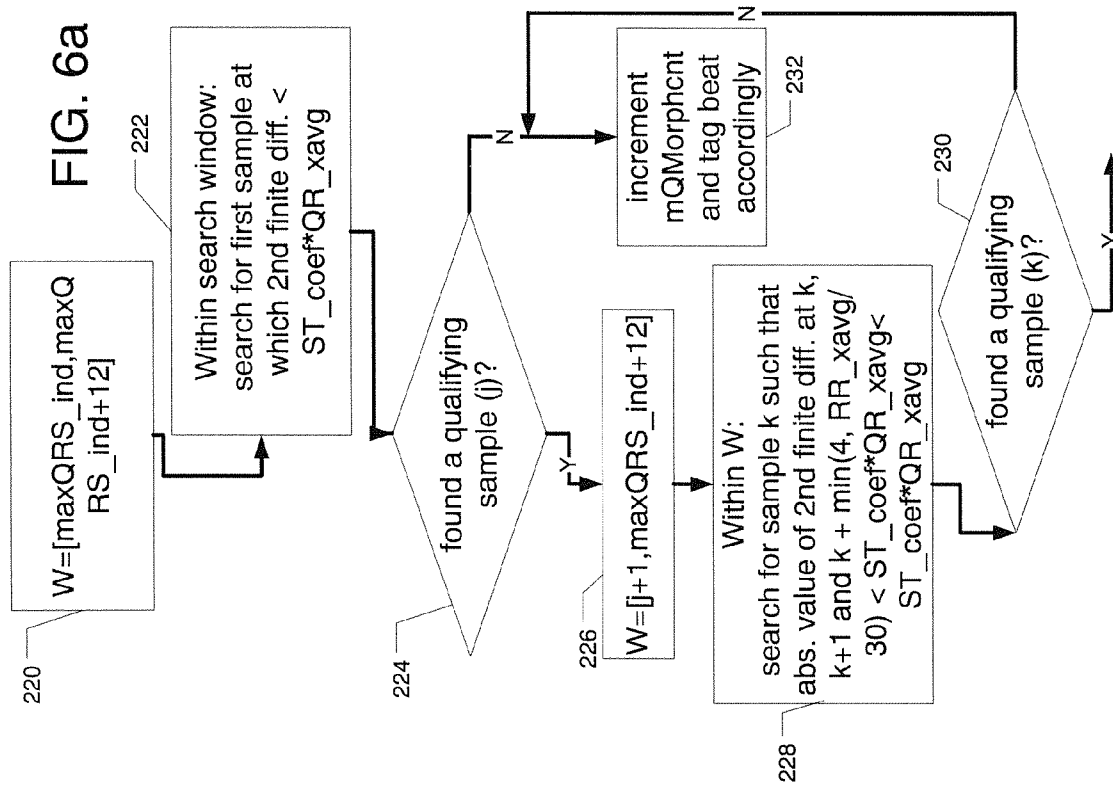 FIG. 6a
220
W=[maxQRS_ind,maxQ
RS_ind+12]
222
Within search window:
search for first sample at
which 2nd finite diff. <
ST_coef*QR_xavg
224
found a qualifying
sample (j)?
N
Y
226
W=[j+1,maxQRS_ind+12]
228
Within W:
search for sample k such that
abs. value of 2nd finite diff. at k,
k+1 and k + min(4, RR_xavg/
30) < ST_coef*QR_xavg<
ST_coef*QR_xavg
230
found a qualifying
sample (k)?
N
Y
increment
mQMorphcnt
and tag beat
accordingly
232